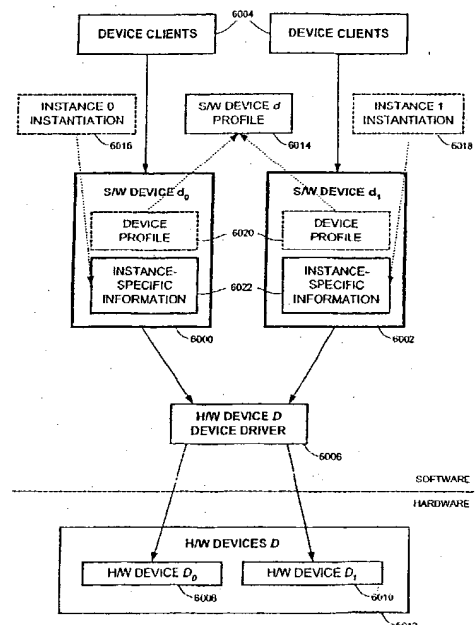 6004
DEVICE CLIENTS
DEVICE CLIENTS
INSTANCE 0
INSTANTIATION
6016
S/W DEVICE d
PROFILE
6014
INSTANCE 1
INSTANTIATION
6018
S/W DEVICE d0
DEVICE
PROFILE
INSTANCE-
SPECIFIC
INFORMATION
6000
6020
6022
S/W DEVICE d1
DEVICE
PROFILE
INSTANCE-
SPECIFIC
INFORMATION
6002
H/W DEVICE D
DEVICE DRIVER
6006
SOFTWARE
HARDWARE
H/W DEVICES D
H/W DEVICE D0
6008
H/W DEVICE D1
6010
6012